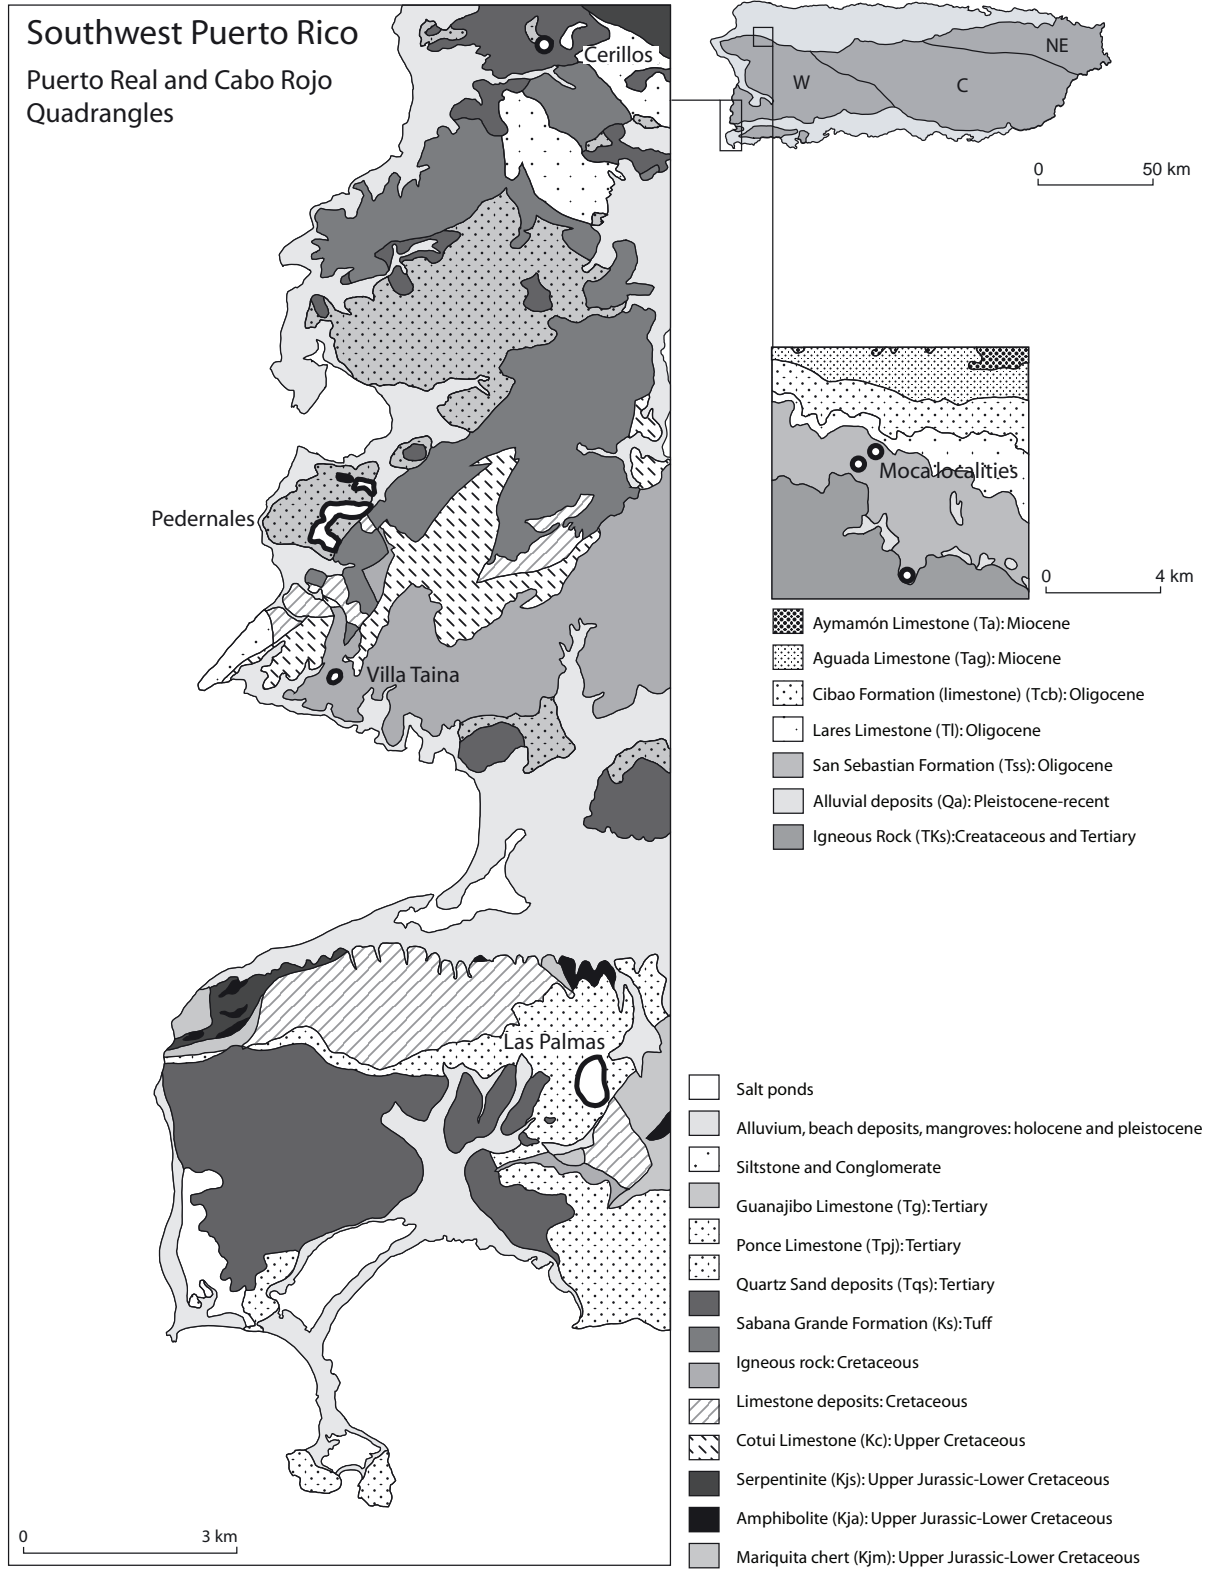 Southwest Puerto Rico
Puerto Real and Cabo Rojo
Quadrangles
Cerillos
Pedernales
Villa Taina
Las Palmas
0 3 km
NE
W
C
0 50 km
Moca localities
0 4 km
Aymamón Limestone (Ta): Miocene
Aguada Limestone (Tag): Miocene
Cibao Formation (limestone) (Tcb): Oligocene
Lares Limestone (Tl): Oligocene
San Sebastian Formation (Tss): Oligocene
Alluvial deposits (Qa): Pleistocene-recent
Igneous Rock (TKs):Creataceous and Tertiary
Salt ponds
Alluvium, beach deposits, mangroves: holocene and pleistocene
Siltstone and Conglomerate
Guanajibo Limestone (Tg): Tertiary
Ponce Limestone (Tpj): Tertiary
Quartz Sand deposits (Tqs): Tertiary
Sabana Grande Formation (Ks): Tuff
Igneous rock: Cretaceous
Limestone deposits: Cretaceous
Cotui Limestone (Kc): Upper Cretaceous
Serpentinite (Kjs): Upper Jurassic-Lower Cretaceous
Amphibolite (Kja): Upper Jurassic-Lower Cretaceous
Mariquita chert (Kjm): Upper Jurassic-Lower Cretaceous